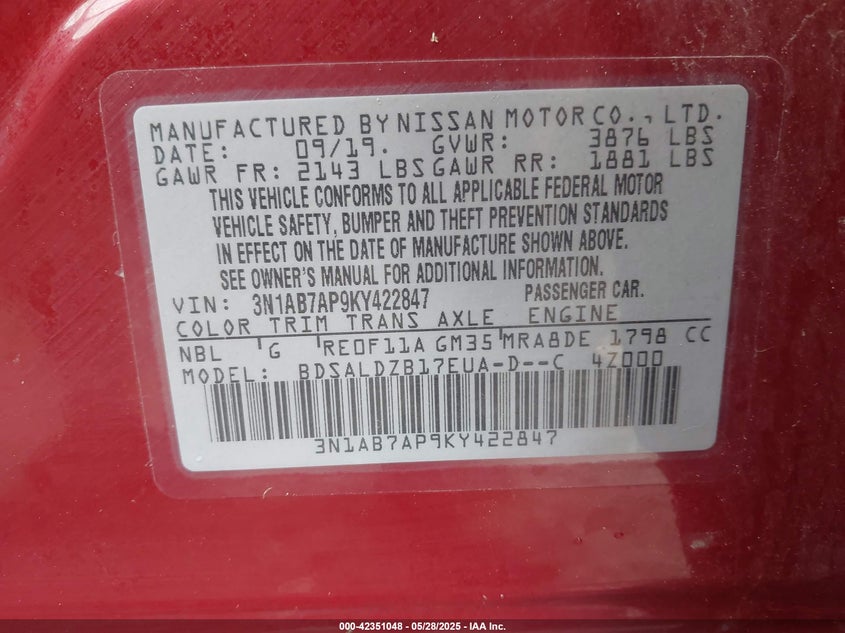 MANUFACTURED BY NISSAN MOTOR CO., LTD.
DATE: 09/19. GVWR: 3876 LBS
GAWR FR: 2143 LBS GAWR RR: 1881 LBS
THIS VEHICLE CONFORMS TO ALL APPLICABLE FEDERAL MOTOR
VEHICLE SAFETY, BUMPER AND THEFT PREVENTION STANDARDS
IN EFFECT ON THE DATE OF MANUFACTURE SHOWN ABOVE.
SEE OWNER'S MANUAL FOR ADDITIONAL INFORMATION.
VIN: 3N1AB7AP9KY422847 PASSENGER CAR.
COLOR TRIM TRANS AXLE ENGINE
NBL G RE0F11A GM35 MRA8DE 1798 CC
MODEL: BDSALDZB17EUA-D--C 4Z000
3N1AB7AP9KY422847
000-42351048 - 05/28/2025 - IAA Inc.